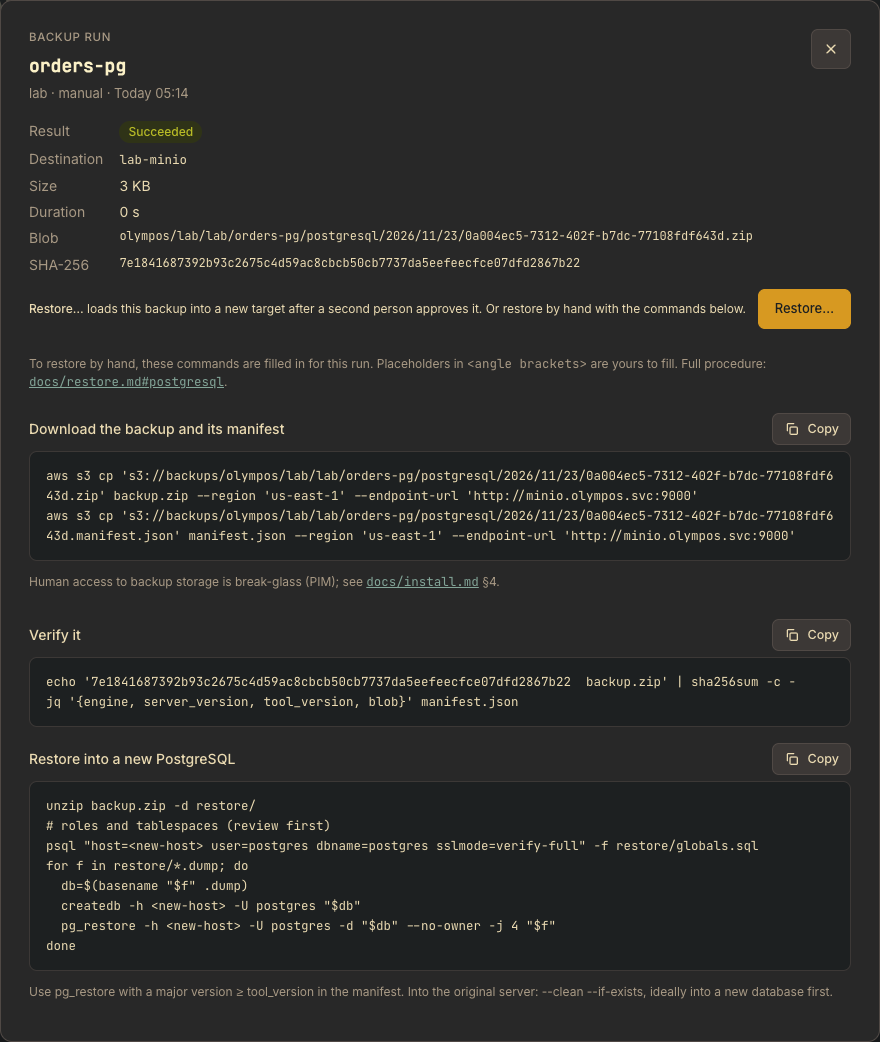 BACKUP RUN
orders-pg
lab · manual · Today 05:14
Result Succeeded
Destination lab-minio
Size 3 KB
Duration 0 s
Blob olympos/lab/lab/orders-pg/postgresql/2026/11/23/0a004ec5-7312-402f-b7dc-77108fdf643d.zip
SHA-256 7e1841687392b93c2675c4d59ac8cbcb50cb7737da5eefeecfce07dfd2867b22
Restore... loads this backup into a new target after a second person approves it. Or restore by hand with the commands below. Restore...
To restore by hand, these commands are filled in for this run. Placeholders in <angle brackets> are yours to fill. Full procedure:
docs/restore.md#postgresql.
Download the backup and its manifest Copy
aws s3 cp 's3://backups/olympos/lab/lab/orders-pg/postgresql/2026/11/23/0a004ec5-7312-402f-b7dc-77108fdf6
43d.zip' backup.zip --region 'us-east-1' --endpoint-url 'http://minio.olympos.svc:9000'
aws s3 cp 's3://backups/olympos/lab/lab/orders-pg/postgresql/2026/11/23/0a004ec5-7312-402f-b7dc-77108fdf6
43d.manifest.json' manifest.json --region 'us-east-1' --endpoint-url 'http://minio.olympos.svc:9000'
Human access to backup storage is break-glass (PIM); see docs/install.md §4.
Verify it Copy
echo '7e1841687392b93c2675c4d59ac8cbcb50cb7737da5eefeecfce07dfd2867b22  backup.zip' | sha256sum -c -
jq '{engine, server_version, tool_version, blob}' manifest.json
Restore into a new PostgreSQL Copy
unzip backup.zip -d restore/
# roles and tablespaces (review first)
psql "host=<new-host> user=postgres dbname=postgres sslmode=verify-full" -f restore/globals.sql
for f in restore/*.dump; do
  db=$(basename "$f" .dump)
  createdb -h <new-host> -U postgres "$db"
  pg_restore -h <new-host> -U postgres -d "$db" --no-owner -j 4 "$f"
done
Use pg_restore with a major version ≥ tool_version in the manifest. Into the original server: --clean --if-exists, ideally into a new database first.